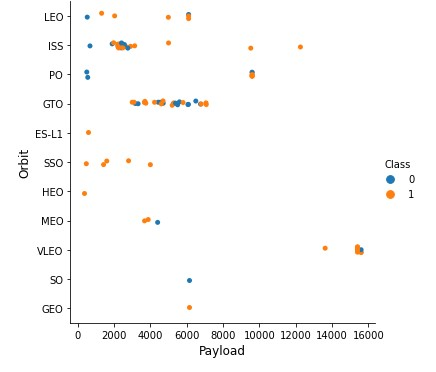 LEO
ISS
PO
GTO
ES-L1
SSO
HEO
MEO
VLEO
SO
GEO
Orbit
0 2000 4000 6000 8000 10000 12000 14000 16000
Payload
Class
0
1